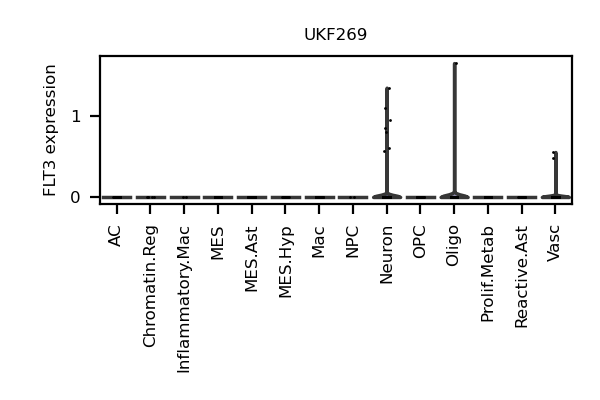 UKF269
FLT3 expression
1
0
AC
Chromatin.Reg
Inflammatory.Mac
MES
MES.Ast
MES.Hyp
Mac
NPC
Neuron
OPC
Oligo
Prolif.Metab
Reactive.Ast
Vasc